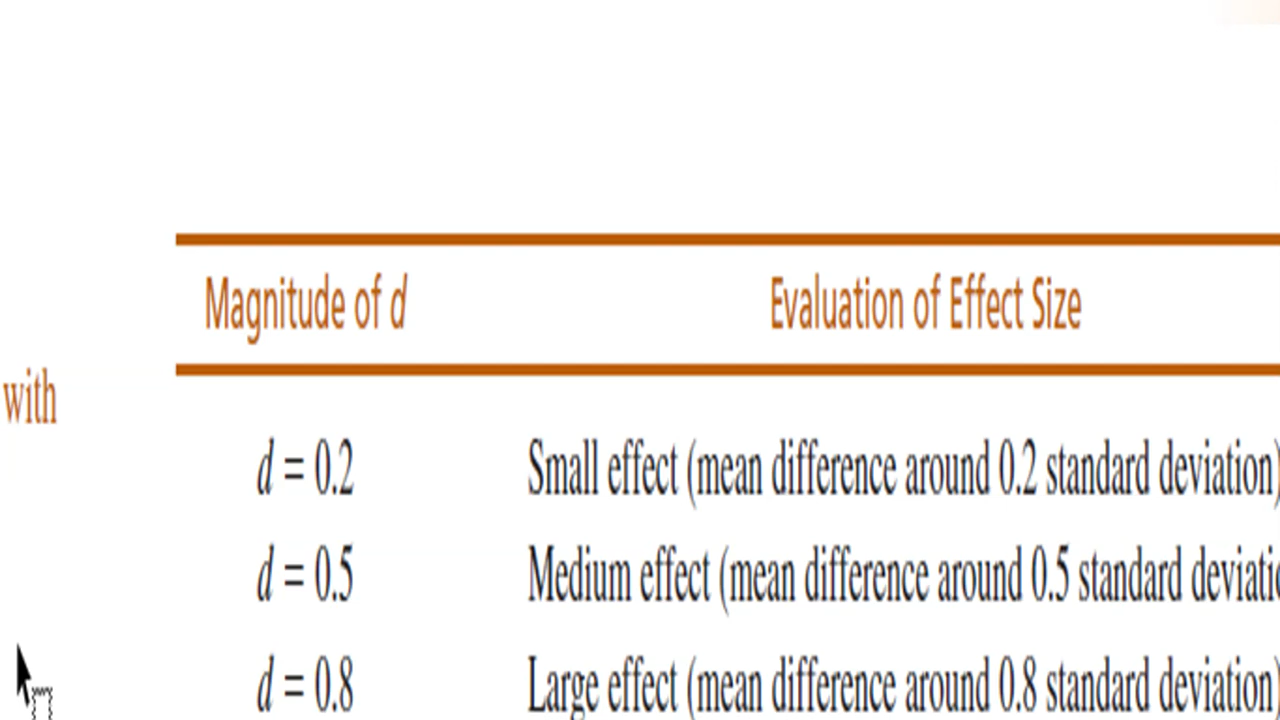 Magnitude of d Evaluation of Effect Size
with
d = 0.2 Small effect (mean difference around 0.2 standard deviation)
d = 0.5 Medium effect (mean difference around 0.5 standard
d = 0.8 Large effect (mean difference around 0.8 standard deviation)